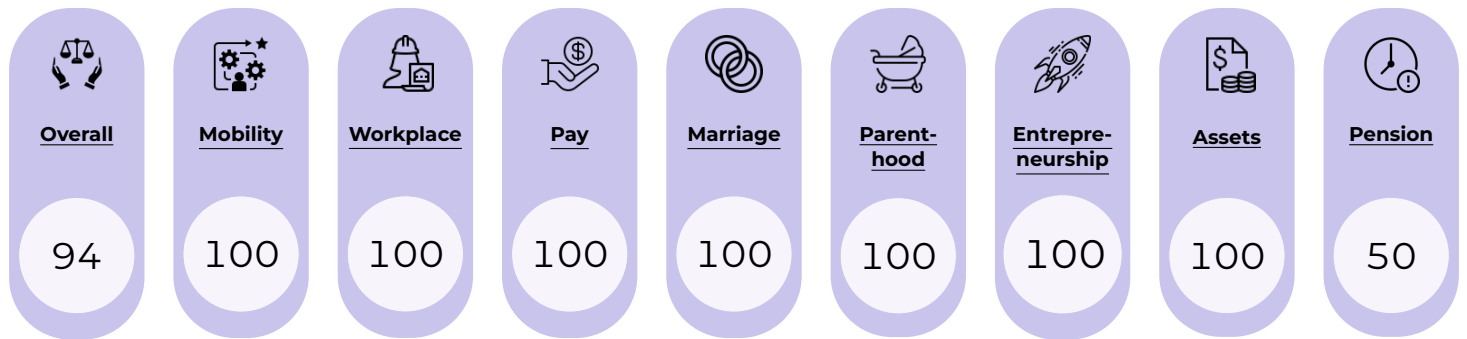 Overall
94
Mobility
100
Workplace
100
Pay
100
Marriage
100
Parent-
hood
100
Entrepre-
neurship
100
Assets
100
Pension
50